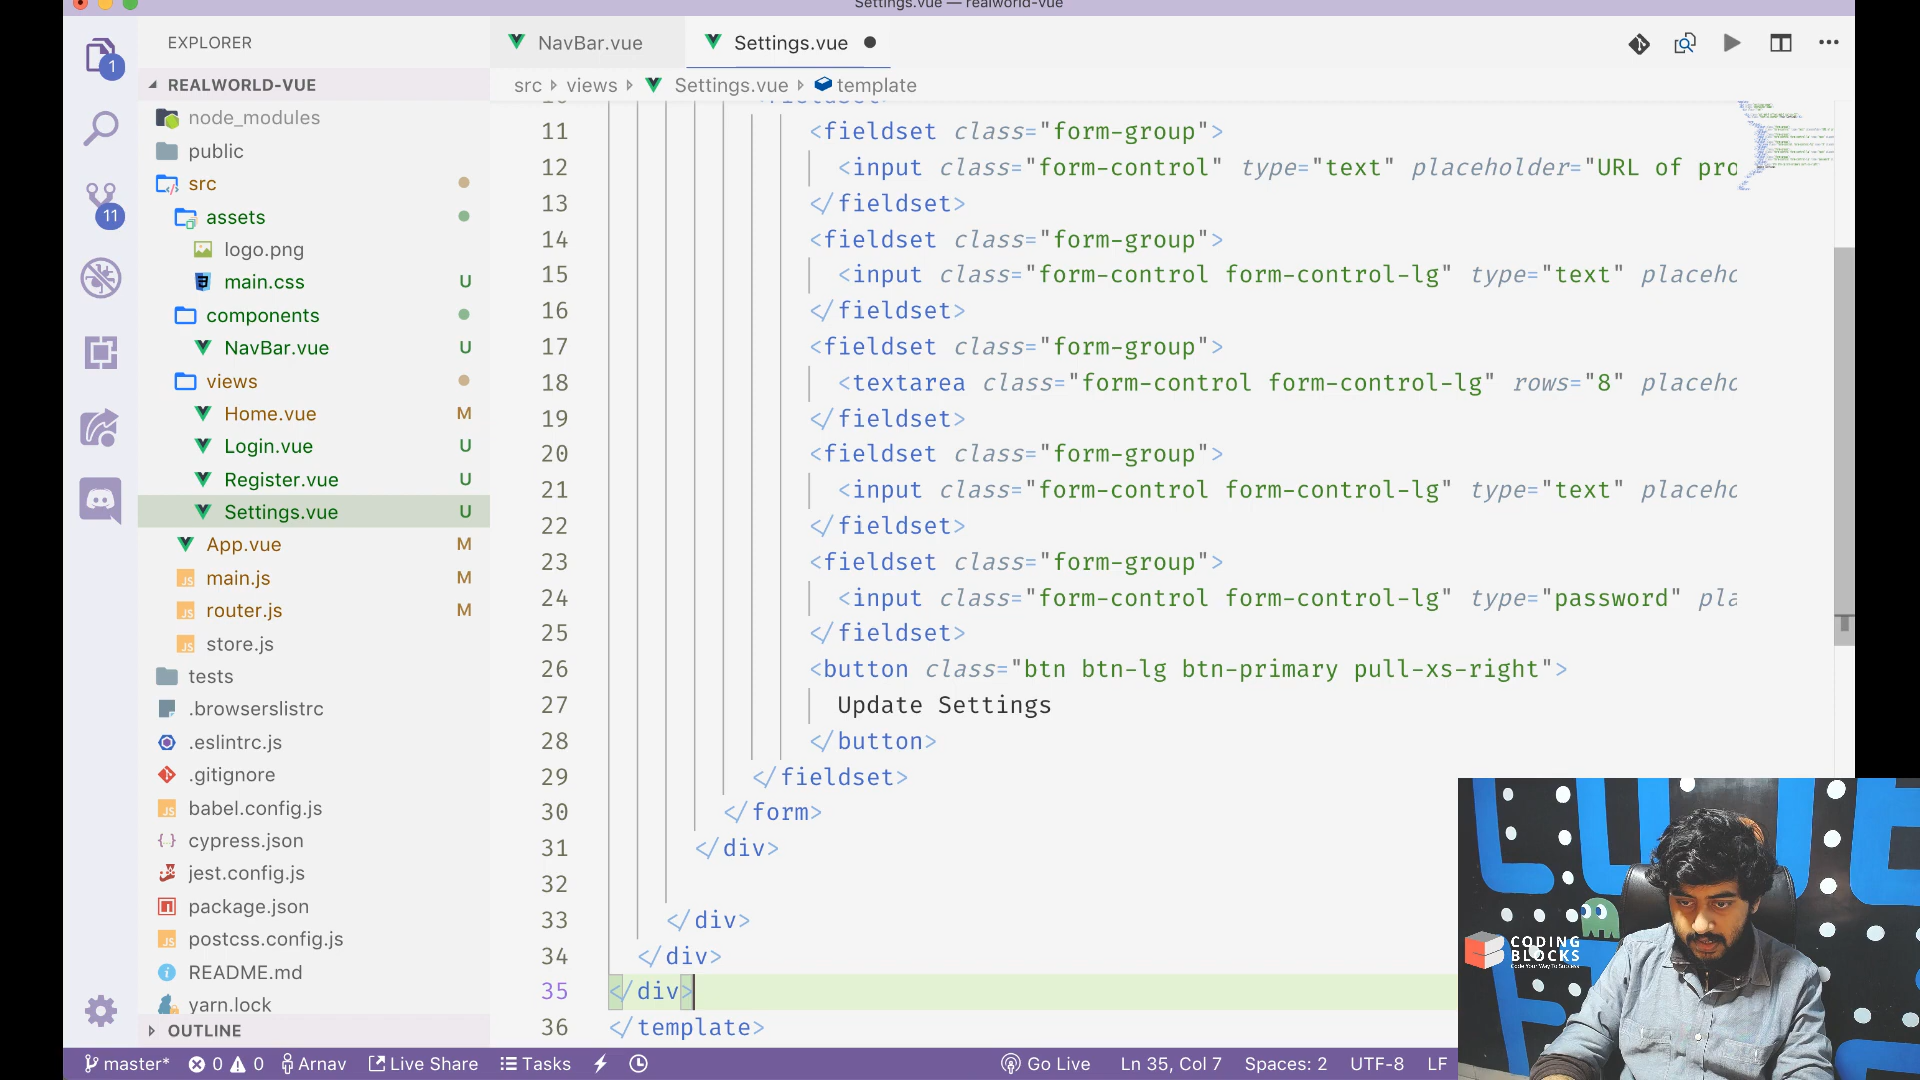 Settings.vue — realworld-vue
EXPLORER
NavBar.vue
Settings.vue
1
REALWORLD-VUE
src
views
Settings.vue
template
node_modules
public
src
assets
logo.png
main.css U
components
NavBar.vue U
views
Home.vue M
Login.vue U
Register.vue U
Settings.vue U
App.vue M
main.js M
router.js M
store.js
tests
.browserslistrc
.eslintrc.js
.gitignore
babel.config.js
cypress.json
jest.config.js
package.json
postcss.config.js
README.md
yarn.lock
OUTLINE
11
11 <fieldset class="form-group">
12 <input class="form-control" type="text" placeholder="URL of pro
13 </fieldset>
14 <fieldset class="form-group">
15 <input class="form-control form-control-lg" type="text" placeho
16 </fieldset>
17 <fieldset class="form-group">
18 <textarea class="form-control form-control-lg" rows="8" placeho
19 </fieldset>
20 <fieldset class="form-group">
21 <input class="form-control form-control-lg" type="text" placeho
22 </fieldset>
23 <fieldset class="form-group">
24 <input class="form-control form-control-lg" type="password" pla
25 </fieldset>
26 <button class="btn btn-lg btn-primary pull-xs-right">
27 Update Settings
28 </button>
29 </fieldset>
30 </form>
31 </div>
32
33 </div>
34 </div>
35 </div>
36 </template>
CODING
BLOCKS
Code Your Way To Success
master* 0 0 Arnav Live Share Tasks Go Live Ln 35, Col 7 Spaces: 2 UTF-8 LF